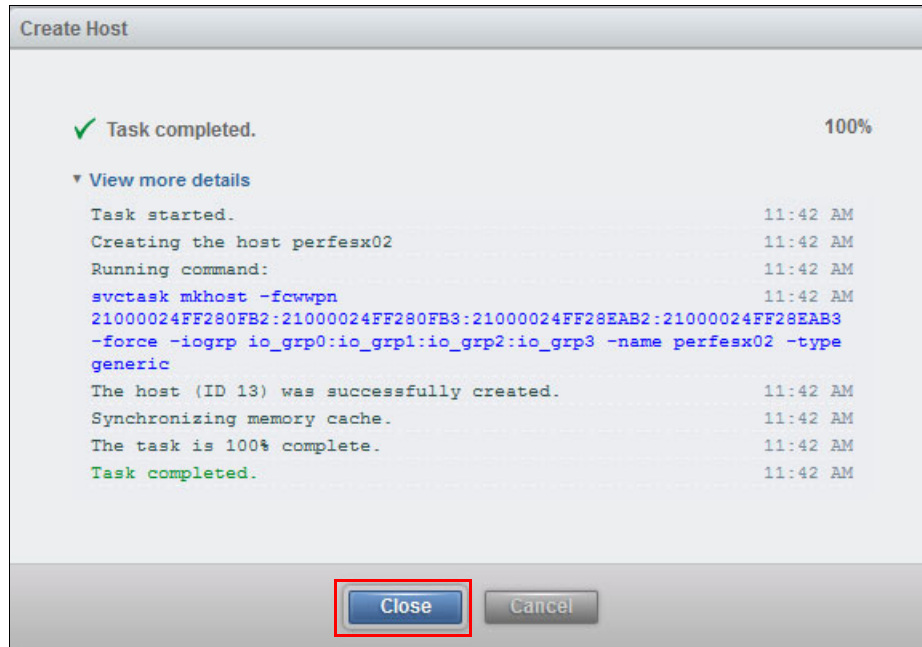 Create Host
Task completed. 100%
View more details
Task started. 11:42 AM
Creating the host perfesx02 11:42 AM
Running command: 11:42 AM
svctask mkhost -fcwwpn 11:42 AM
21000024FF280FB2:21000024FF280FB3:21000024FF28EAB2:21000024FF28EAB3
-force -iogrp io_grp0:io_grp1:io_grp2:io_grp3 -name perfesx02 -type
generic
The host (ID 13) was successfully created. 11:42 AM
Synchronizing memory cache. 11:42 AM
The task is 100% complete. 11:42 AM
Task completed. 11:42 AM
Close Cancel